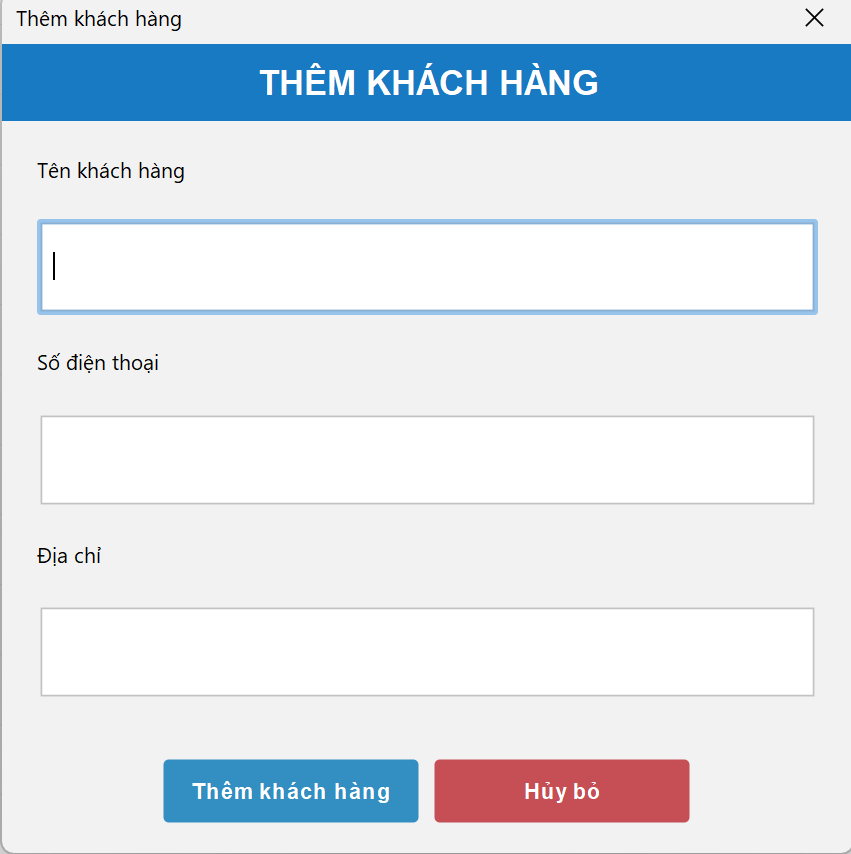 Thêm khách hàng
THÊM KHÁCH HÀNG
Tên khách hàng
Số điện thoại
Địa chỉ
Thêm khách hàng
Hủy bỏ